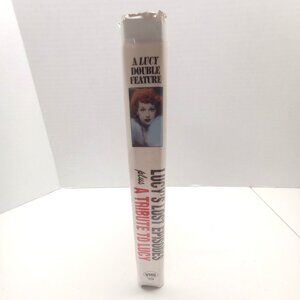 A LUCY
DOUBLE
FEATURE
LUCY'S LOST EPISODES
plus A TRIBUTE TO LUCY
VHS